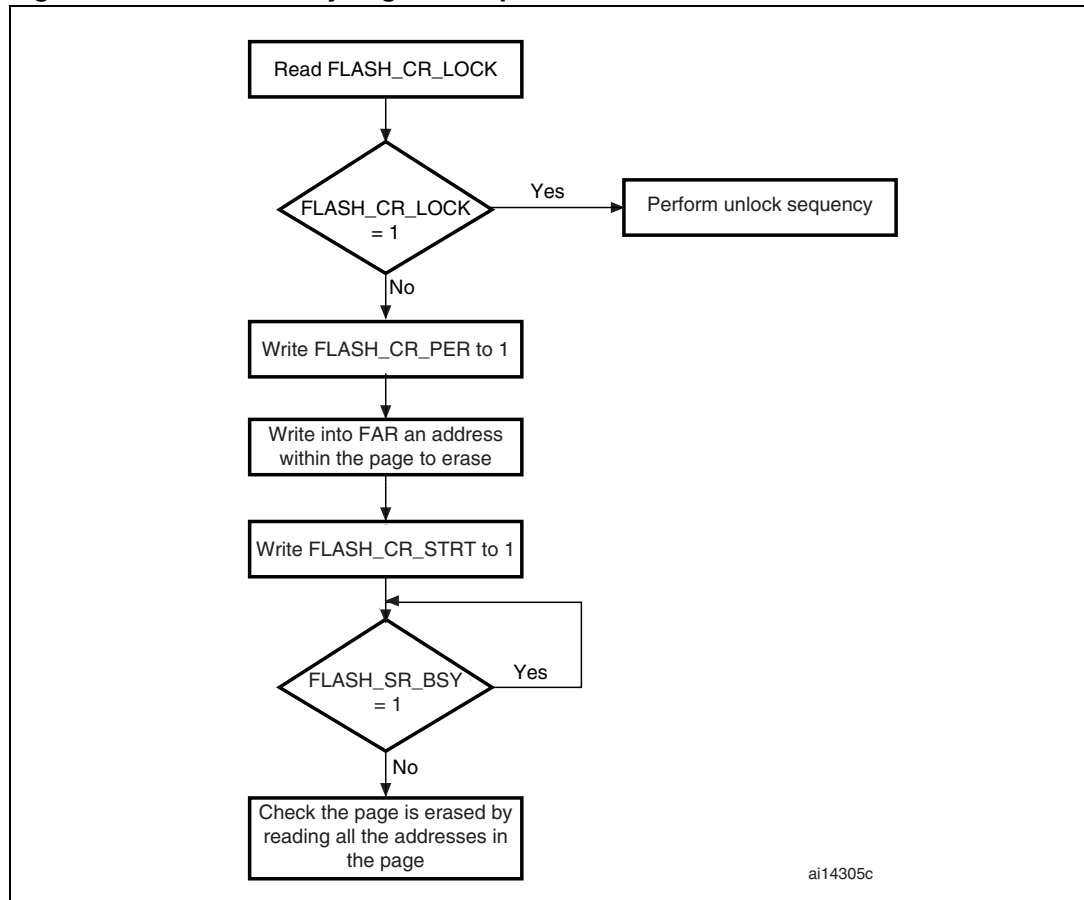 Read FLASH_CR_LOCK
FLASH_CR_LOCK
= 1
Yes
Perform unlock sequency
No
Write FLASH_CR_PER to 1
Write into FAR an address
within the page to erase
Write FLASH_CR_STRT to 1
FLASH_SR_BSY
= 1
Yes
No
Check the page is erased by
reading all the addresses in
the page
ai14305c